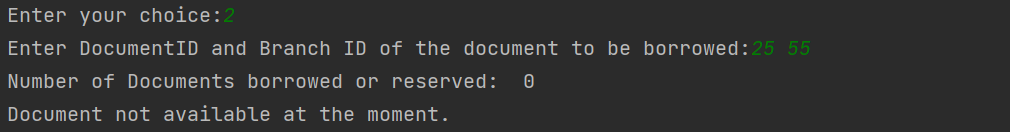 Enter your choice:2
Enter DocumentID and Branch ID of the document to be borrowed:25 55
Number of Documents borrowed or reserved:  0
Document not available at the moment.